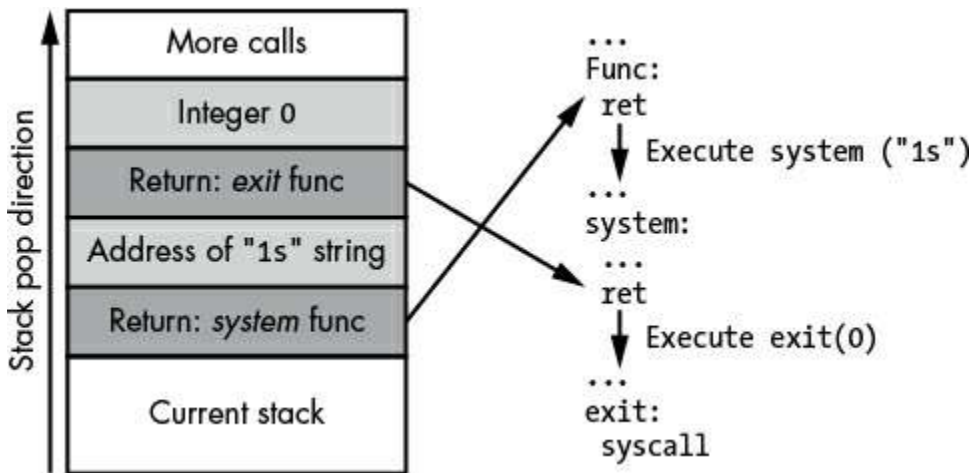 Stack pop direction
More calls
Integer 0
Return: exit func
Address of "1s" string
Return: system func
Current stack
...
Func:
ret
Execute system ("1s")
...
system:
...
ret
Execute exit(0)
...
exit:
syscall